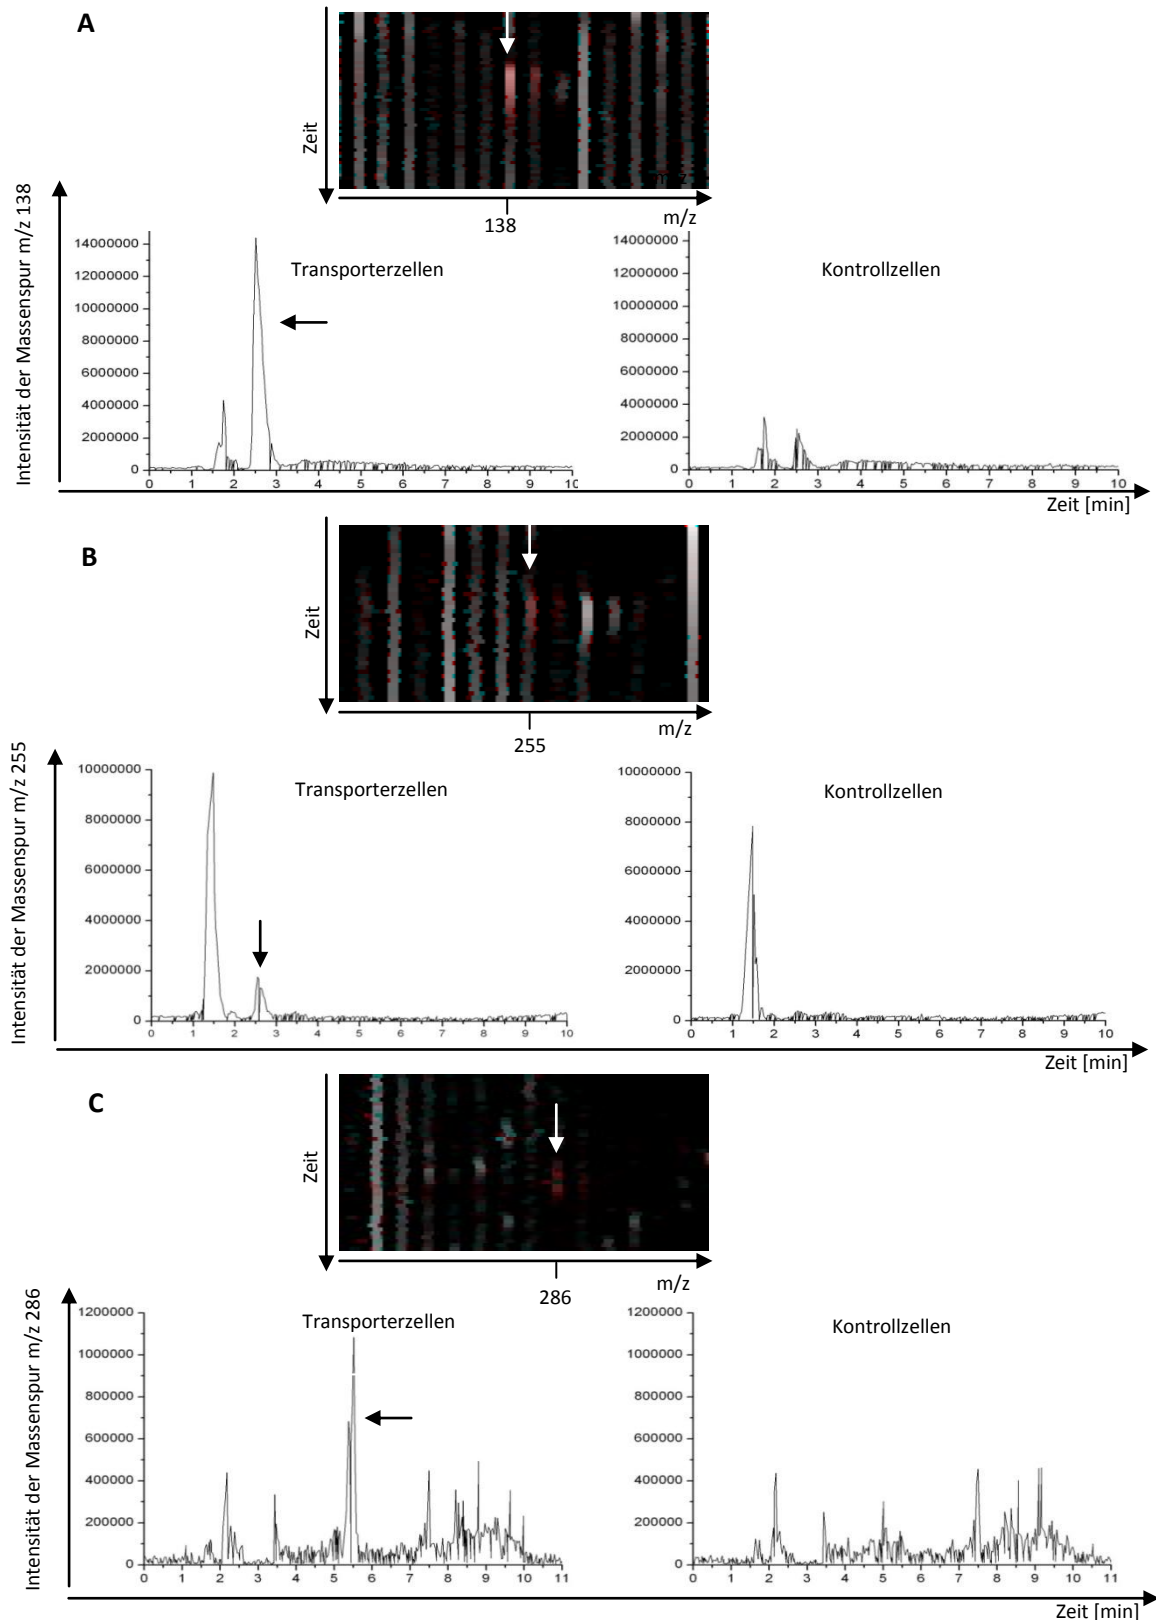 A
Zeit
m/z
138
Intensität der Massenspur m/z 138
Transporterzellen
14000000
12000000
10000000
8000000
6000000
4000000
2000000
0
0 1 2 3 4 5 6 7 8 9 10
Kontrollzellen
14000000
12000000
10000000
8000000
6000000
4000000
2000000
0
0 1 2 3 4 5 6 7 8 9 10
Zeit [min]
B
Zeit
m/z
255
Intensität der Massenspur m/z 255
Transporterzellen
10000000
8000000
6000000
4000000
2000000
0
0 1 2 3 4 5 6 7 8 9 10
Kontrollzellen
10000000
8000000
6000000
4000000
2000000
0
0 1 2 3 4 5 6 7 8 9 10
Zeit [min]
C
Zeit
m/z
286
Intensität der Massenspur m/z 286
Transporterzellen
1200000
1000000
800000
600000
400000
200000
0
0 1 2 3 4 5 6 7 8 9 10 11
Kontrollzellen
1200000
1000000
800000
600000
400000
200000
0
0 1 2 3 4 5 6 7 8 9 10 11
Zeit [min]